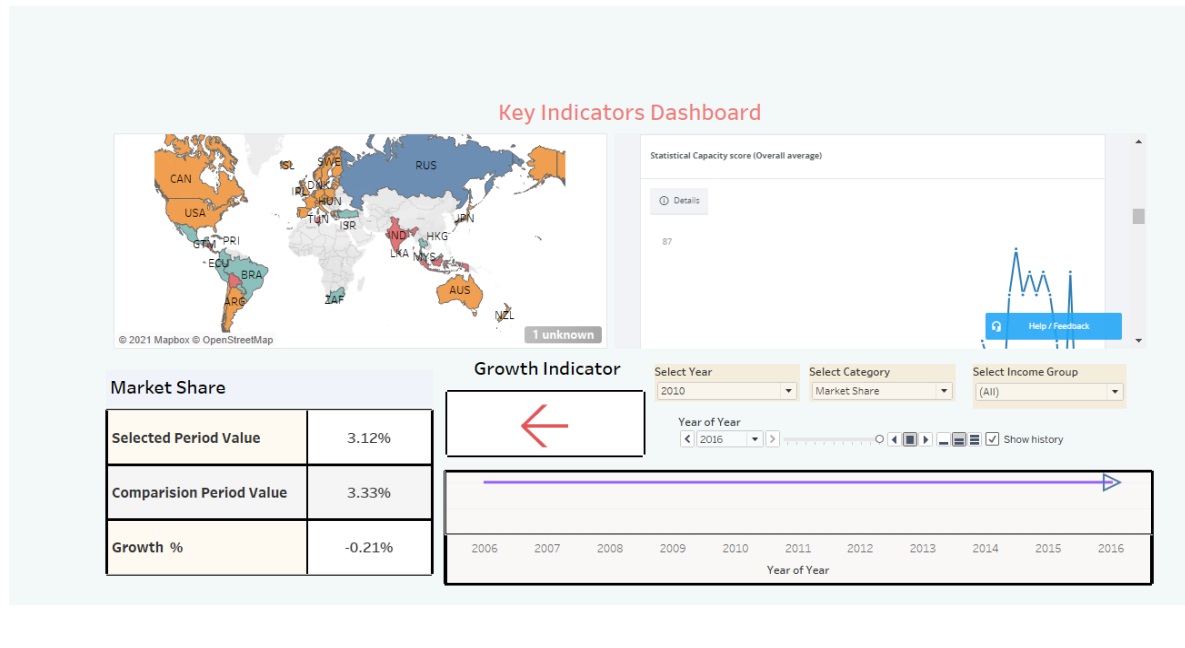 Key Indicators Dashboard
CAN
USA
GTM
PRI
ECU
BRA
ARG
ISL
SWE
IRL
DNK
HUN
TUN
ISR
RUS
JPN
IND
HKG
LKA
MYS
ZAF
AUS
NZL
© 2021 Mapbox © OpenStreetMap
1 unknown
Statistical Capacity score (Overall average)
Details
87
Help / Feedback
Market Share
Selected Period Value 3.12%
Comparision Period Value 3.33%
Growth % -0.21%
Growth Indicator
Select Year
2010
Select Category
Market Share
Select Income Group
(All)
Year of Year
2016
Show history
2006 2007 2008 2009 2010 2011 2012 2013 2014 2015 2016
Year of Year